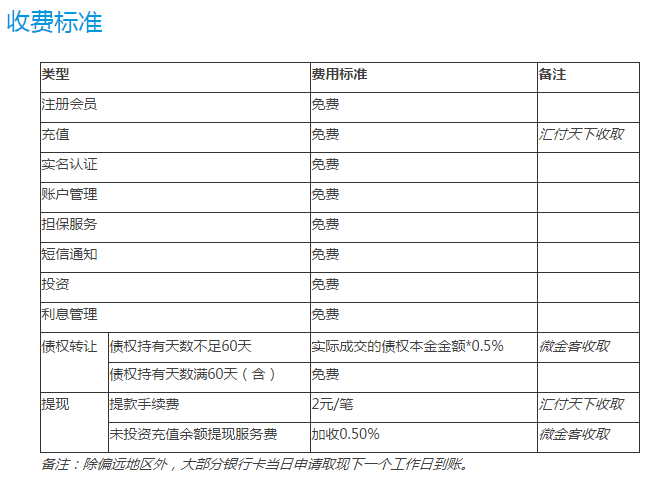 收费标准
类型 费用标准 备注
注册会员 免费
充值 免费 汇付天下收取
实名认证 免费
账户管理 免费
担保服务 免费
短信通知 免费
投资 免费
利息管理 免费
债权转让 债权持有天数不足60天 实际成交的债权本金金额*0.5% 微金客收取
债权持有天数满60天（含） 免费
提现 提款手续费 2元/笔 汇付天下收取
未投资充值余额提现服务费 加收0.50% 微金客收取
备注：除偏远地区外，大部分银行卡当日申请取现下一个工作日到账。